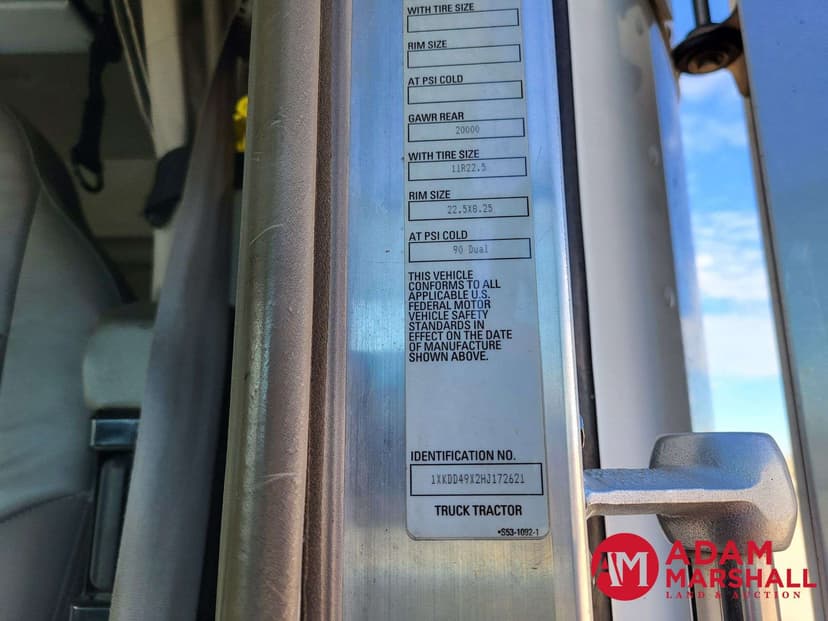 WITH TIRE SIZE
RIM SIZE
AT PSI COLD
GAWR REAR
20000
WITH TIRE SIZE
11R22.5
RIM SIZE
22.5X8.25
AT PSI COLD
90 Dual
THIS VEHICLE
CONFORMS TO ALL
APPLICABLE U.S.
FEDERAL MOTOR
VEHICLE SAFETY
STANDARDS IN
EFFECT ON THE DATE
OF MANUFACTURE
SHOWN ABOVE.
IDENTIFICATION NO.
1XKDD49X2HJ172621
TRUCK TRACTOR
*S53-1092-1
AM ADAM
MARSHALL
LAND & AUCTION